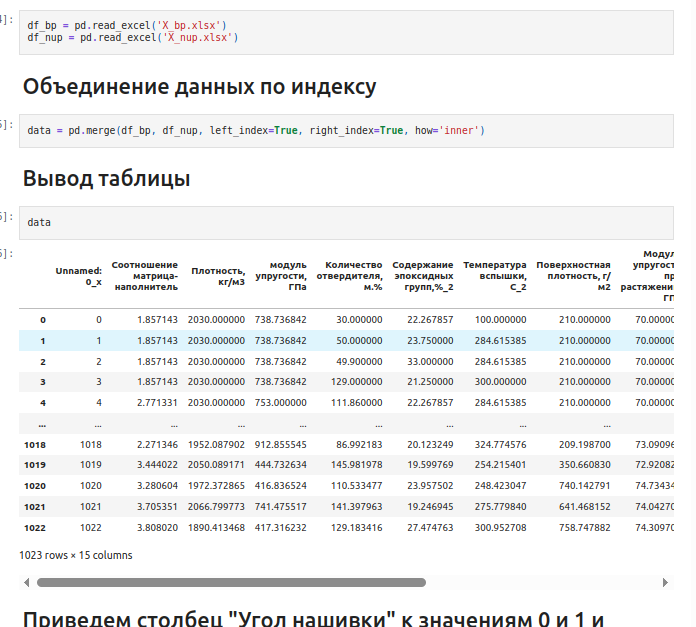 4]:
df_bp = pd.read_excel('X_bp.xlsx')
df_nup = pd.read_excel('X_nup.xlsx')
Объединение данных по индексу
5]:
data = pd.merge(df_bp, df_nup, left_index=True, right_index=True, how='inner')
Вывод таблицы
6]:
data
6]:
Unnamed: 0_x Соотношение матрица-наполнитель Плотность, кг/м3 модуль упругости, ГПа Количество отвердителя, м.% Содержание эпоксидных групп,%_2 Температура вспышки, С_2 Поверхностная плотность, г/м2 Модул упругост пр растяжени ГП
0 0 1.857143 2030.000000 738.736842 30.000000 22.267857 100.000000 210.000000 70.00000
1 1 1.857143 2030.000000 738.736842 50.000000 23.750000 284.615385 210.000000 70.00000
2 2 1.857143 2030.000000 738.736842 49.900000 33.000000 284.615385 210.000000 70.00000
3 3 1.857143 2030.000000 738.736842 129.000000 21.250000 300.000000 210.000000 70.00000
4 4 2.771331 2030.000000 753.000000 111.860000 22.267857 284.615385 210.000000 70.00000
... ... ... ... ... ... ... ... ...
1018 1018 2.271346 1952.087902 912.855545 86.992183 20.123249 324.774576 209.198700 73.09096
1019 1019 3.444022 2050.089171 444.732634 145.981978 19.599769 254.215401 350.660830 72.92082
1020 1020 3.280604 1972.372865 416.836524 110.533477 23.957502 248.423047 740.142791 74.73434
1021 1021 3.705351 2066.799773 741.475517 141.397963 19.246945 275.779840 641.468152 74.04270
1022 1022 3.808020 1890.413468 417.316232 129.183416 27.474763 300.952708 758.747882 74.30970
1023 rows × 15 columns
Приведем столбец "Угол нашивки" к значениям 0 и 1 и